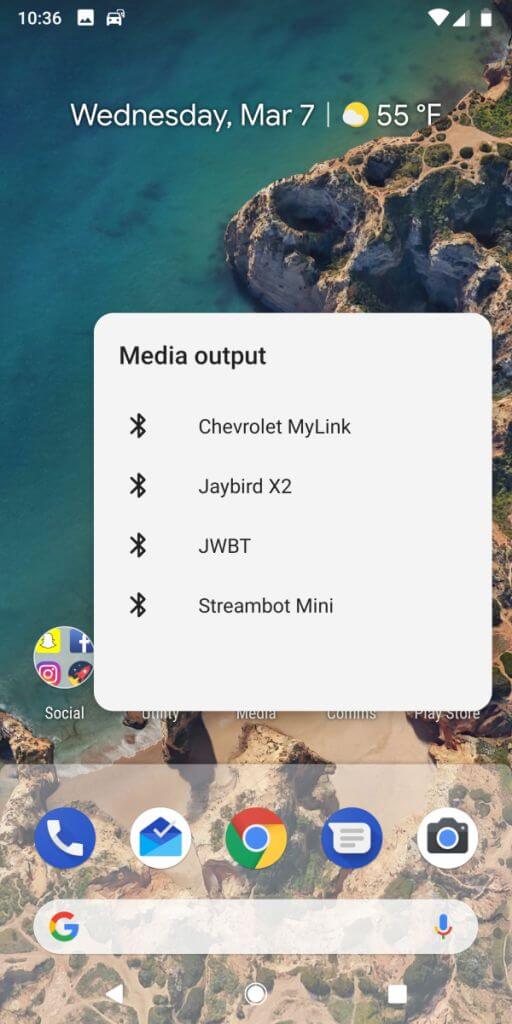 10:36
Wednesday, Mar 7 | 55 °F
Media output
Chevrolet MyLink
Jaybird X2
JWBT
Streambot Mini
Social
Utility
Media
Comms
Play Store